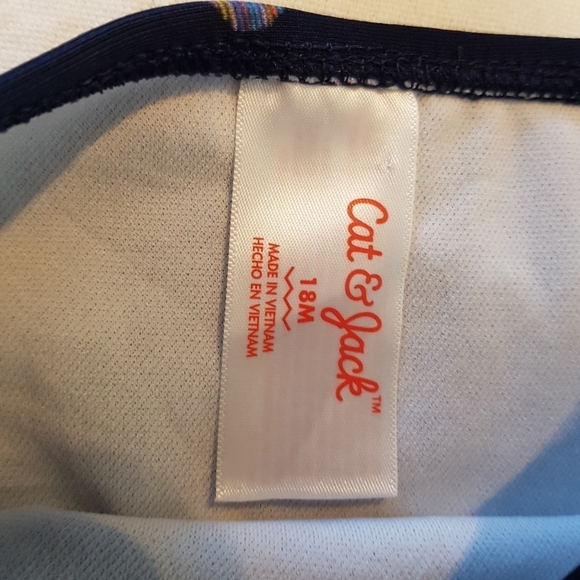 Cat & Jack™
18M
MADE IN VIETNAM
HECHO EN VIETNAM